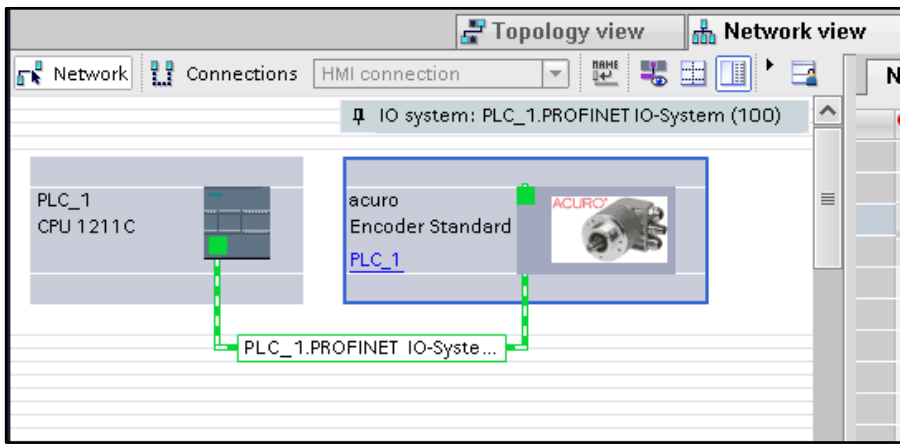 Topology view
Network view
Network
Connections
HMI connection
NAME
N
IO system: PLC_1.PROFINET IO-System (100)
PLC_1
CPU 1211C
acuro
Encoder Standard
PLC_1
ACURO
PLC_1.PROFINET IO-Syste...